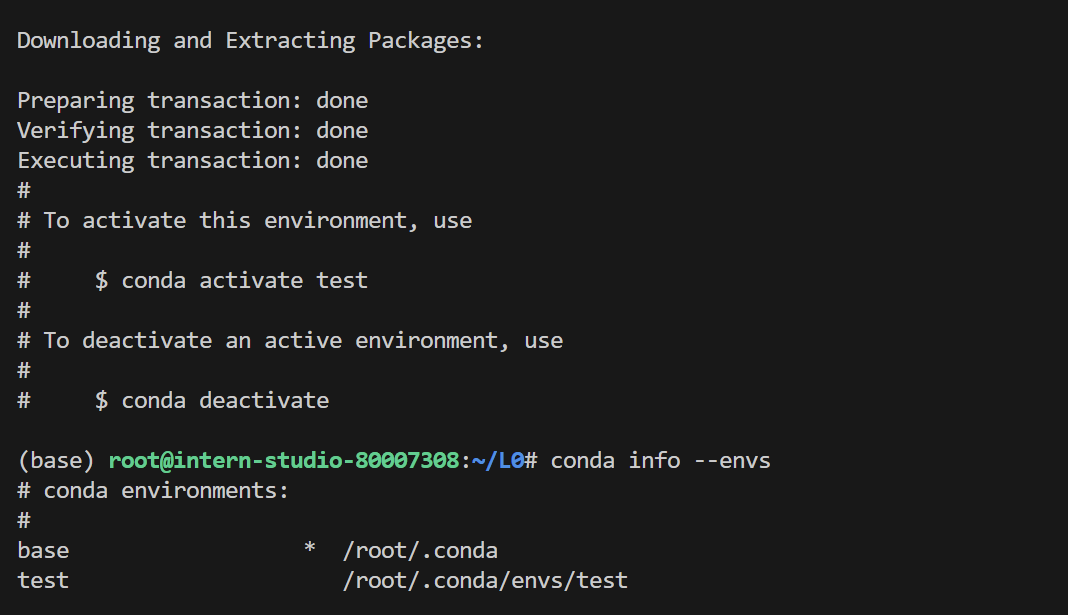 Downloading and Extracting Packages:
Preparing transaction: done
Verifying transaction: done
Executing transaction: done
#
# To activate this environment, use
#
#     $ conda activate test
#
# To deactivate an active environment, use
#
#     $ conda deactivate
(base) root@intern-studio-80007308:~/L0# conda info --envs
# conda environments:
#
base                  *  /root/.conda
test                     /root/.conda/envs/test